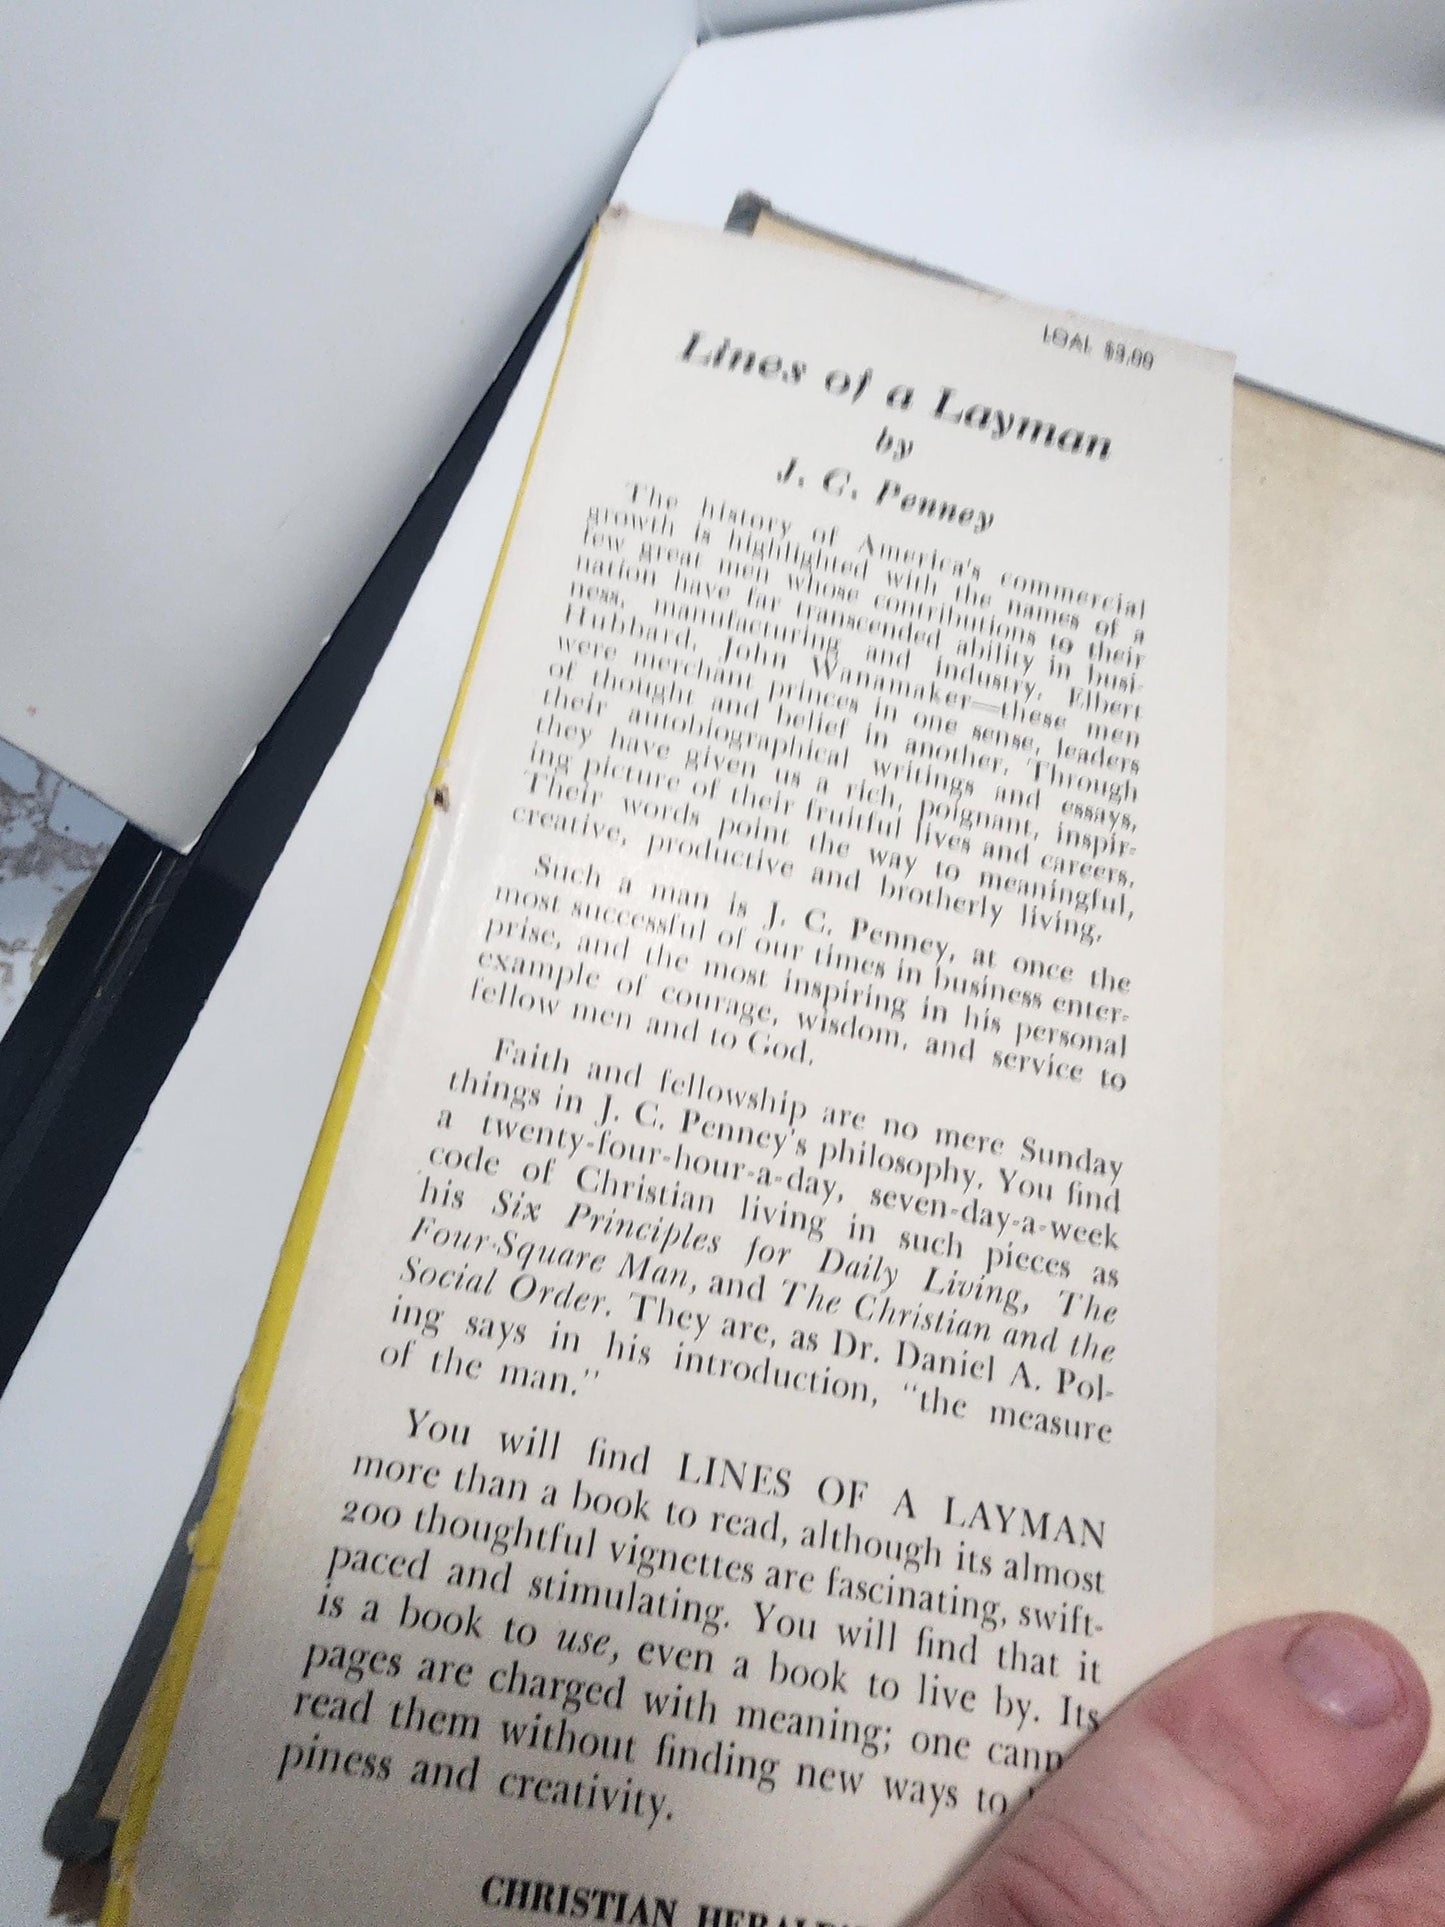 LOAL $3.00
Lines of a Layman
by
J. C. Penney
The history of America's commercial
growth is highlighted with the names of a
few great men whose contributions to their
nation have far transcended ability in busi-
ness, manufacturing and industry. Elbert
Hubbard, John Wanamaker—these men
were merchant princes in one sense, leaders
of thought and belief in another. Through
their autobiographical writings and essays,
they have given us a rich, poignant, inspir-
ing picture of their fruitful lives and careers.
Their words point the way to meaningful,
creative, productive and brotherly living.
Such a man is J. C. Penney, at once the
most successful of our times in business enter-
prise, and the most inspiring in his personal
example of courage, wisdom, and service to
fellow men and to God.
Faith and fellowship are no mere Sunday
things in J. C. Penney's philosophy. You find
a twenty-four-hour-a-day, seven-day-a-week
code of Christian living in such pieces as
his Six Principles for Daily Living, The
Four-Square Man, and The Christian and the
Social Order. They are, as Dr. Daniel A. Pol-
ing says in his introduction, "the measure
of the man."
You will find LINES OF A LAYMAN
more than a book to read, although its almost
200 thoughtful vignettes are fascinating, swift-
paced and stimulating. You will find that it
is a book to use, even a book to live by. Its
pages are charged with meaning; one cann
read them without finding new ways to
piness and creativity.
CHRISTIAN HERALD